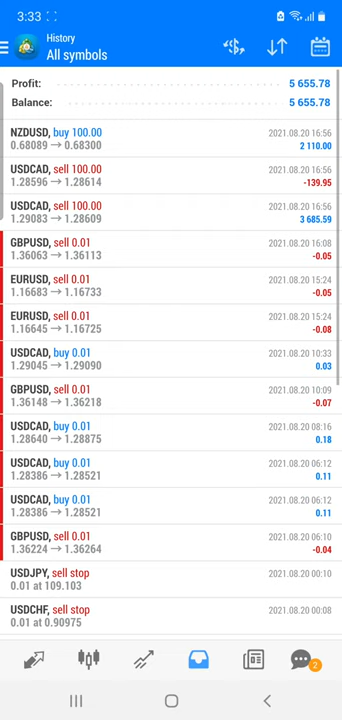 3:33
History
All symbols
Profit: 5 655.78
Balance: 5 655.78
NZDUSD, buy 100.00 2021.08.20 16:56
0.68089 → 0.68300 2 110.00
USDCAD, sell 100.00 2021.08.20 16:56
1.28596 → 1.28614 -139.95
USDCAD, sell 100.00 2021.08.20 16:56
1.29083 → 1.28609 3 685.59
GBPUSD, sell 0.01 2021.08.20 16:08
1.36063 → 1.36113 -0.05
EURUSD, sell 0.01 2021.08.20 15:24
1.16683 → 1.16733 -0.05
EURUSD, sell 0.01 2021.08.20 15:24
1.16645 → 1.16725 -0.08
USDCAD, buy 0.01 2021.08.20 10:33
1.29045 → 1.29090 0.03
GBPUSD, sell 0.01 2021.08.20 10:09
1.36148 → 1.36218 -0.07
USDCAD, buy 0.01 2021.08.20 08:16
1.28640 → 1.28875 0.18
USDCAD, buy 0.01 2021.08.20 06:12
1.28386 → 1.28521 0.11
USDCAD, buy 0.01 2021.08.20 06:12
1.28386 → 1.28521 0.11
GBPUSD, sell 0.01 2021.08.20 06:10
1.36224 → 1.36264 -0.04
USDJPY, sell stop 2021.08.20 00:10
0.01 at 109.103
USDCHF, sell stop 2021.08.20 00:08
0.01 at 0.90975
2